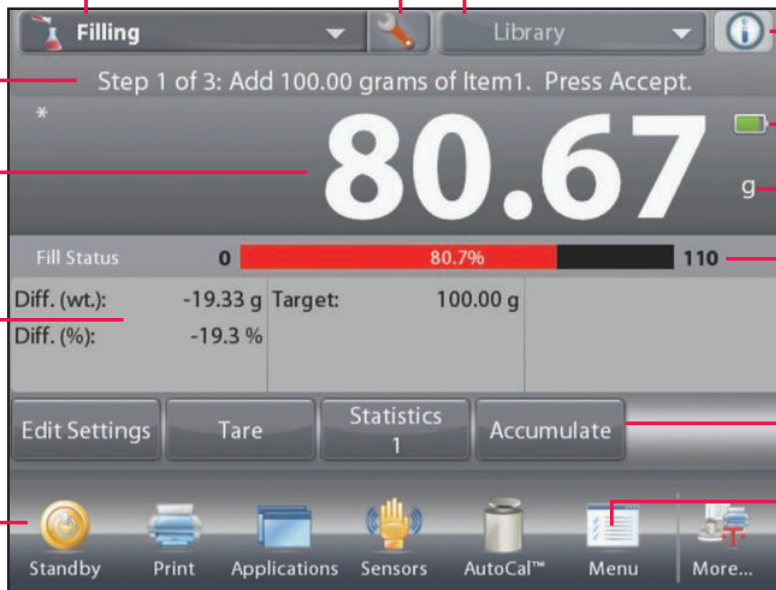 Filling Library
Step 1 of 3: Add 100.00 grams of Item1. Press Accept.
*
80.67
g
Fill Status 0 80.7% 110
Diff. (wt.): -19.33 g Target: 100.00 g
Diff. (%): -19.3 %
Edit Settings Tare Statistics Accumulate
1
Standby Print Applications Sensors AutoCal™ Menu More...